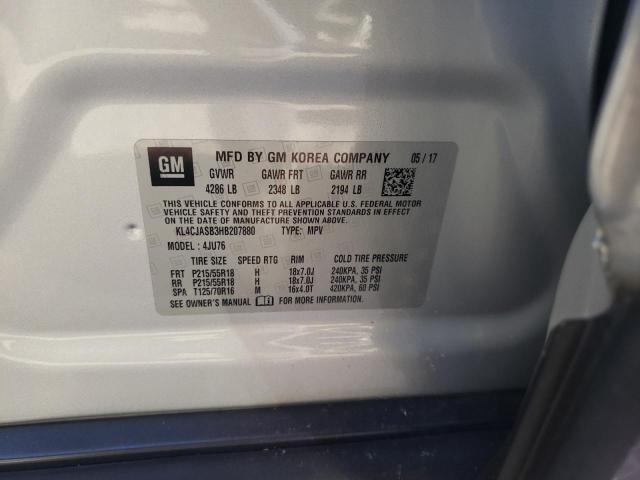 GM MFD BY GM KOREA COMPANY 05/17
GVWR GAWR FRT GAWR RR
4286 LB 2348 LB 2194 LB
THIS VEHICLE CONFORMS TO ALL APPLICABLE U.S. FEDERAL MOTOR
VEHICLE SAFETY AND THEFT PREVENTION STANDARDS IN
EFFECT ON THE DATE OF MANUFACTURE SHOWN ABOVE.
KL4CJASB3HB207880 TYPE: MPV
MODEL: 4JU76
TIRE SIZE SPEED RTG RIM COLD TIRE PRESSURE
FRT P215/55R18 H 18x7.0J 240KPA, 35 PSI
RR P215/55R18 H 18x7.0J 240KPA, 35 PSI
SPA T125/70R16 M 16x4.0T 420KPA, 60 PSI
SEE OWNER'S MANUAL FOR MORE INFORMATION.